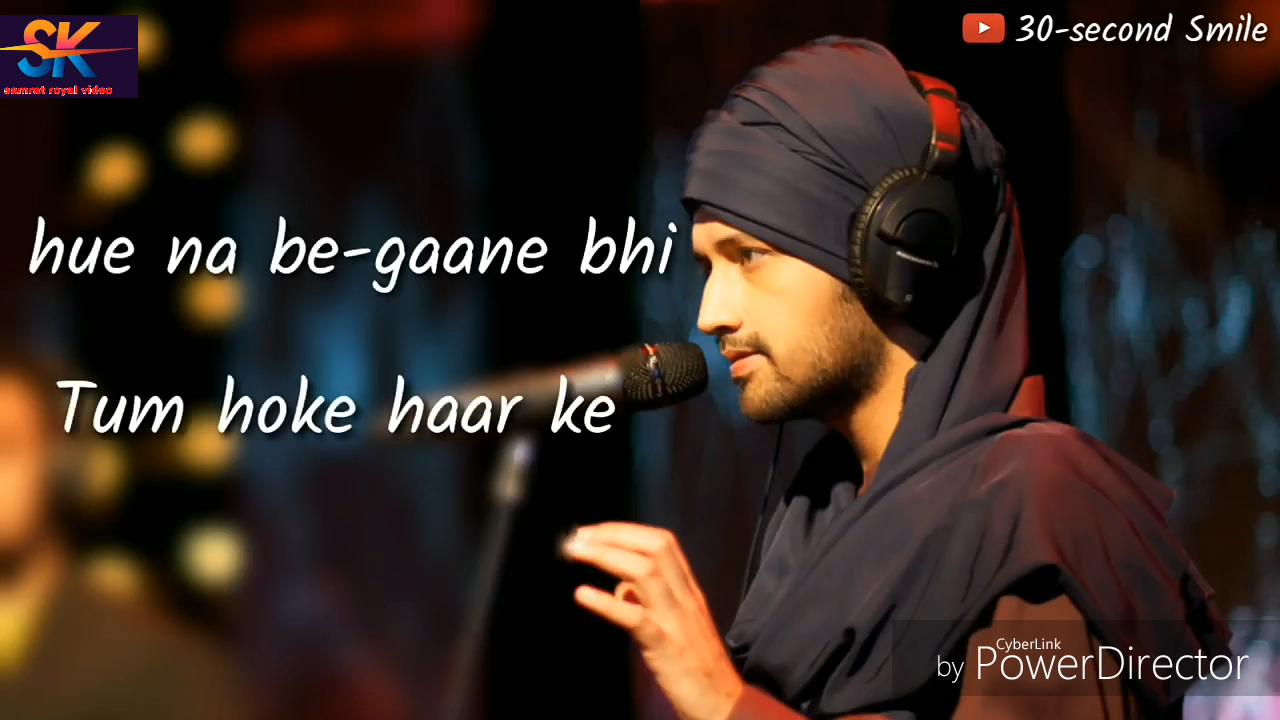 SK
samrat royal video
30-second Smile
hue na be-gaane bhi
Tum hoke haar ke
CyberLink
by PowerDirector